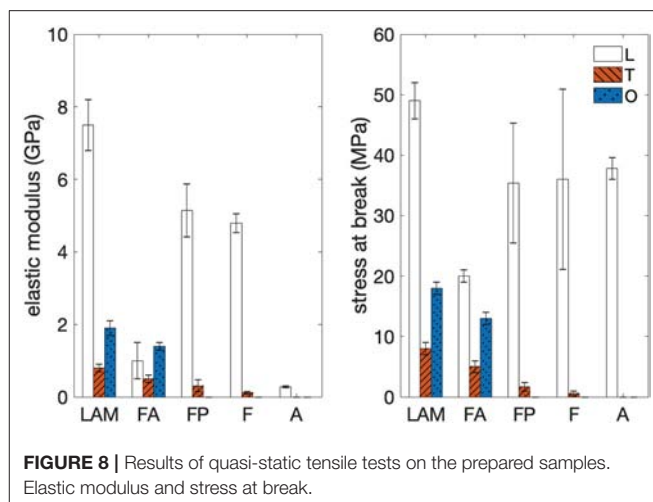 10
8
6
4
2
0
elastic modulus (GPa)
LAM FA FP F A
60
50
40
30
20
10
0
stress at break (MPa)
L
T
O
LAM FA FP F A
FIGURE 8 | Results of quasi-static tensile tests on the prepared samples.
Elastic modulus and stress at break.